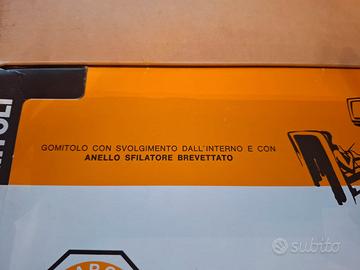 GOMITOLO CON SVOLGIMENTO DALL'INTERNO E CON
ANELLO SFILATORE BREVETTATO
subito